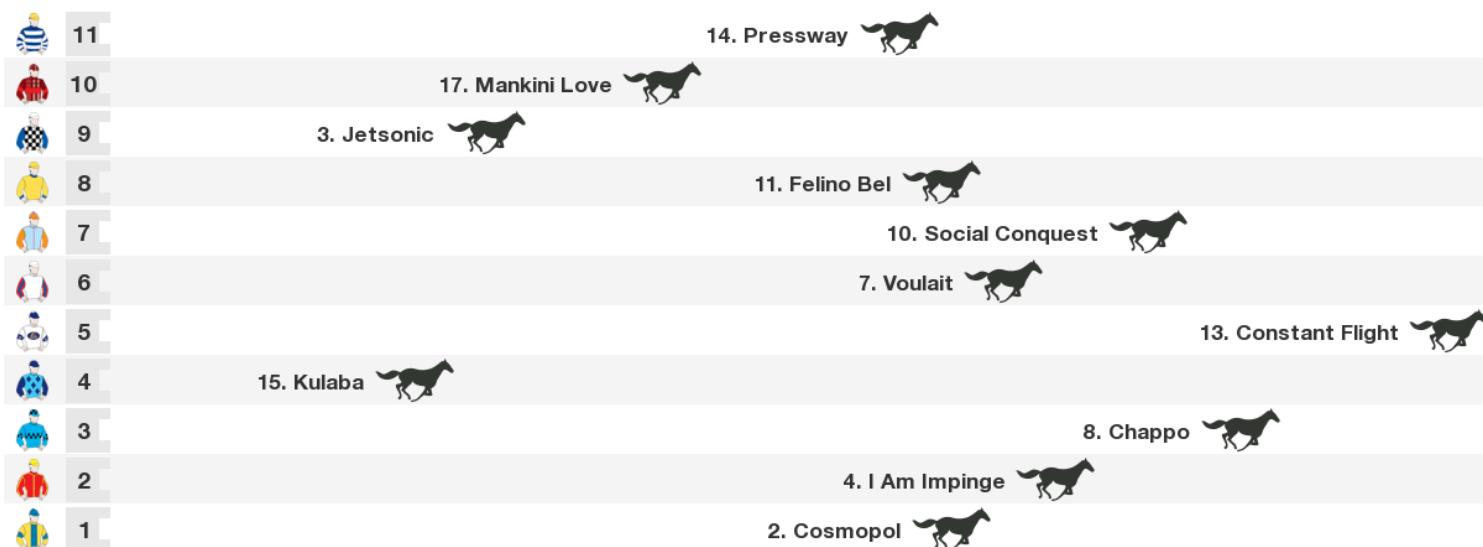 11 14. Pressway
10 17. Mankini Love
9 3. Jetsonic
8 11. Felino Bel
7 10. Social Conquest
6 7. Voulait
5 13. Constant Flight
4 15. Kulaba
3 8. Chappo
2 4. I Am Impinge
1 2. Cosmopol